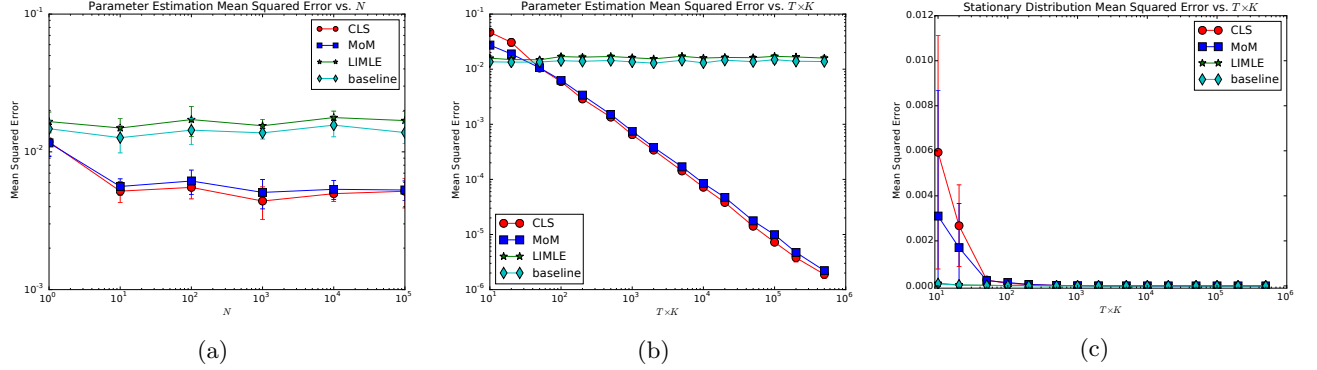 Parameter Estimation Mean Squared Error vs. N
Mean Squared Error
10^-1
10^-2
10^-3
10^0 10^1 10^2 10^3 10^4 10^5
N
CLS
MoM
LIMLE
baseline
(a)
Parameter Estimation Mean Squared Error vs. T×K
Mean Squared Error
10^-1
10^-2
10^-3
10^-4
10^-5
10^-6
10^1 10^2 10^3 10^4 10^5 10^6
T×K
CLS
MoM
LIMLE
baseline
(b)
Stationary Distribution Mean Squared Error vs. T×K
Mean Squared Error
0.012
0.010
0.008
0.006
0.004
0.002
0.000
10^1 10^2 10^3 10^4 10^5 10^6
T×K
CLS
MoM
LIMLE
baseline
(c)